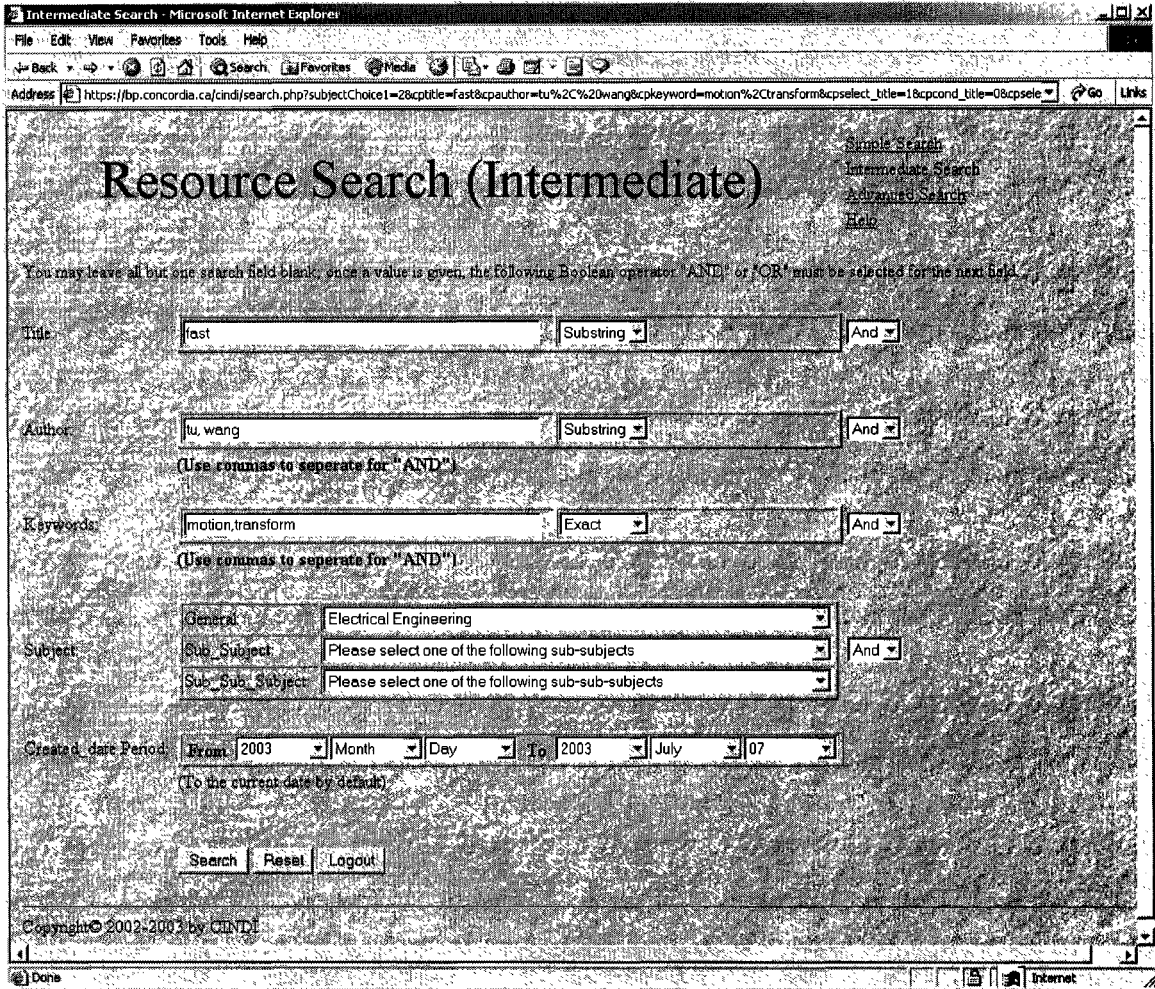 Intermediate Search - Microsoft Internet Explorer
File Edit View Favorites Tools Help
Back Search Favorites Media
Address https://bp.concordia.ca/cindi/search.php?subjectChoice1=28&cptitle=fast&cpauthor=tu%2C%20wang&cpkeyword=motion%2Ctransform&cpselect_title=1&cpcond_title=0&cpsele Go Links
Simple Search
Resource Search (Intermediate)
Intermediate Search
Advanced Search
Help
You may leave all but one search field blank; once a value is given, the following Boolean operator "AND" or "OR" must be selected for the next field.
Title: fast Substring And
Author: tu, wang Substring And
(Use commas to seperate for "AND")
Keywords: motion,transform Exact And
(Use commas to seperate for "AND")
General Electrical Engineering
Subject: Sub_Subject: Please select one of the following sub-subjects And
Sub_Sub_Subject: Please select one of the following sub-sub-subjects
Created_date Period: From 2003 Month Day To 2003 July 07
(To the current date by default)
Search Reset Logout
Copyright© 2002-2003 by CINDI
Done Internet